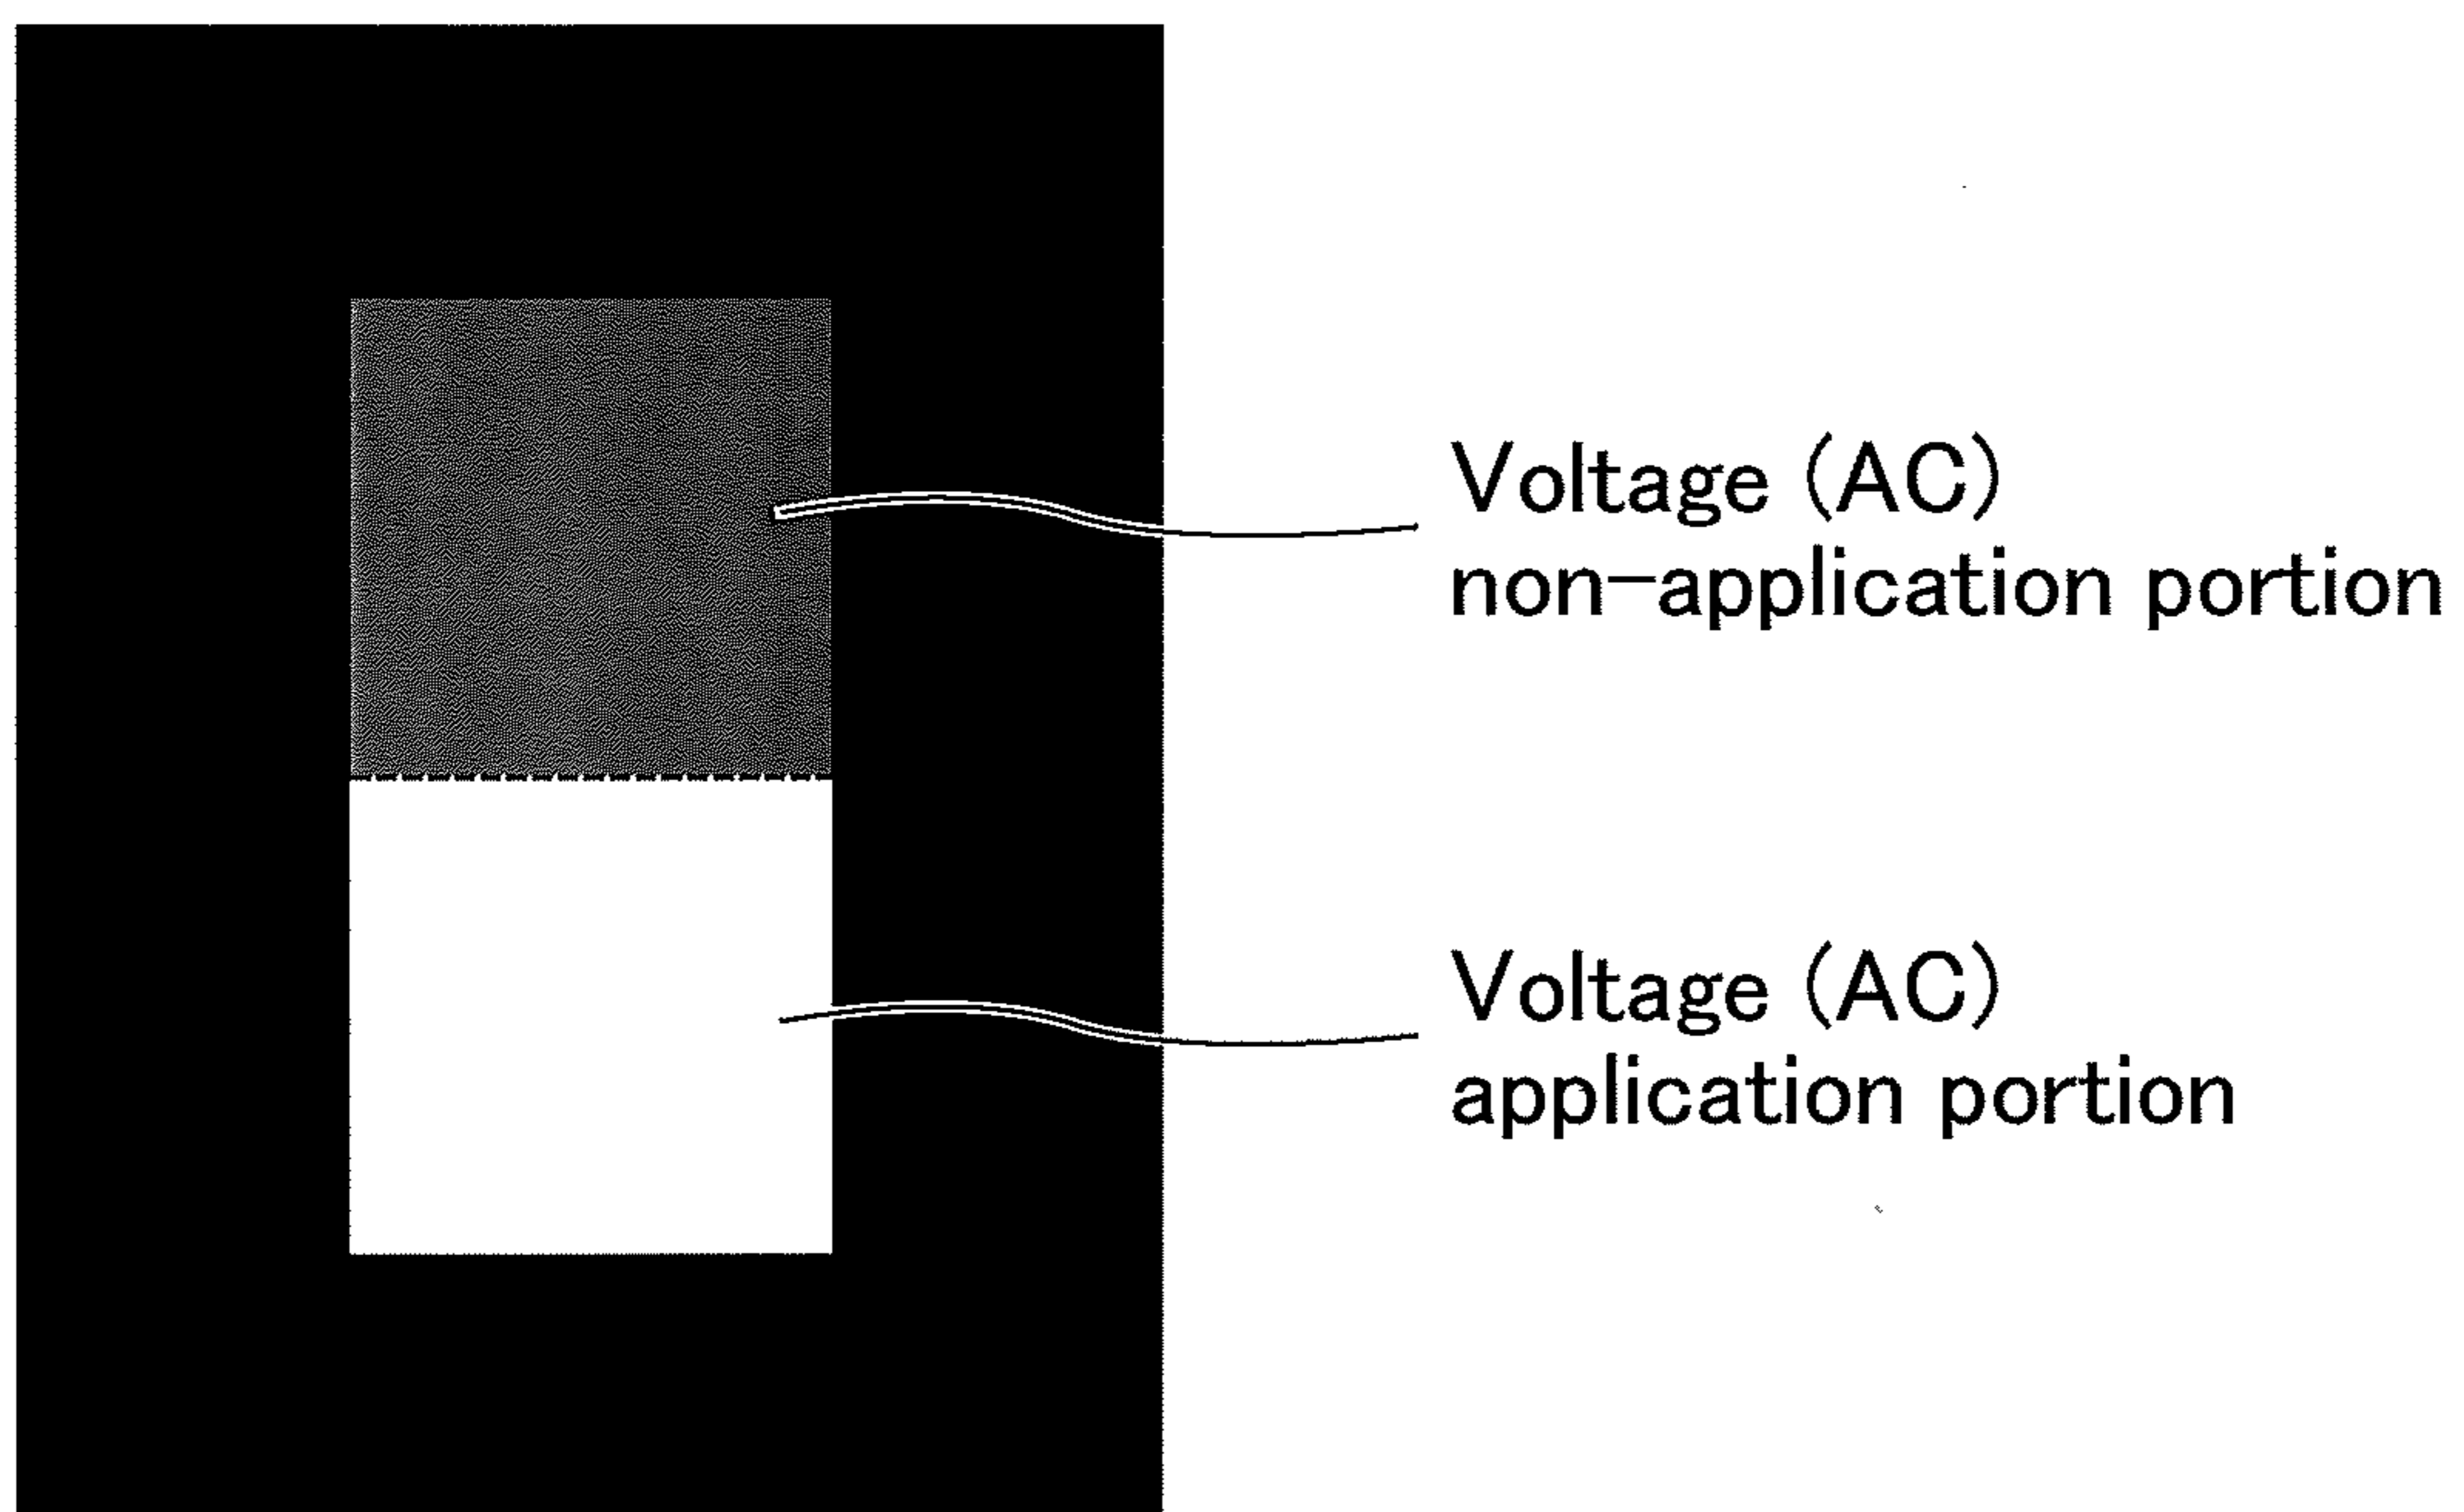 Voltage (AC)
non-application portion
Voltage (AC)
application portion